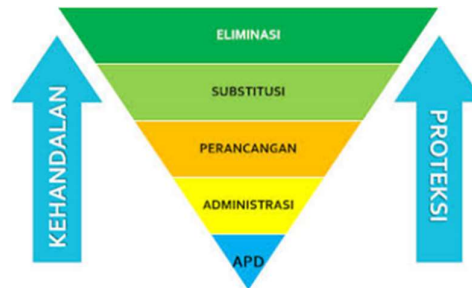 ELIMINASI
SUBSTITUSI
PERANCANGAN
ADMINISTRASI
APD
KEHANDALAN
PROTEKSI